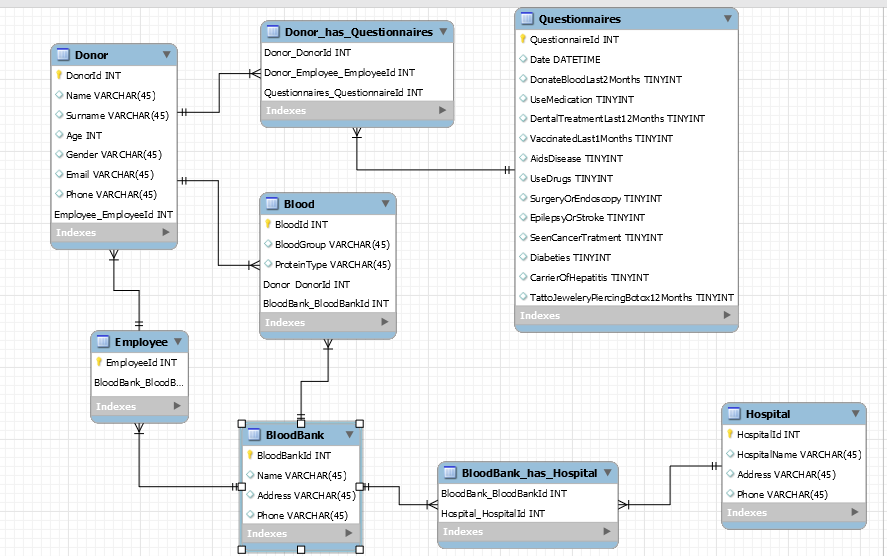 Donor
DonorId INT
Name VARCHAR(45)
Surname VARCHAR(45)
Age INT
Gender VARCHAR(45)
Email VARCHAR(45)
Phone VARCHAR(45)
Employee_EmployeeId INT
Indexes
Donor_has_Questionnaires
Donor_DonorId INT
Donor_Employee_EmployeeId INT
Questionnaires_QuestionnaireId INT
Indexes
Questionnaires
QuestionnaireId INT
Date DATETIME
DonateBloodLast2Months TINYINT
UseMedication TINYINT
DentalTreatmentLast12Months TINYINT
VaccinatedLast1Months TINYINT
AidsDisease TINYINT
UseDrugs TINYINT
SurgeryOrEndoscopy TINYINT
EpilepsyOrStroke TINYINT
SeenCancerTratment TINYINT
Diabeties TINYINT
CarrierOfHepatitis TINYINT
TattoJeweleryPiercingBotox12Months TINYINT
Indexes
Blood
BloodId INT
BloodGroup VARCHAR(45)
ProteinType VARCHAR(45)
Donor_DonorId INT
BloodBank_BloodBankId INT
Indexes
Employee
EmployeeId INT
BloodBank_BloodB...
Indexes
BloodBank
BloodBankId INT
Name VARCHAR(45)
Address VARCHAR(45)
Phone VARCHAR(45)
Indexes
BloodBank_has_Hospital
BloodBank_BloodBankId INT
Hospital_HospitalId INT
Indexes
Hospital
HospitalId INT
HospitalName VARCHAR(45)
Address VARCHAR(45)
Phone VARCHAR(45)
Indexes